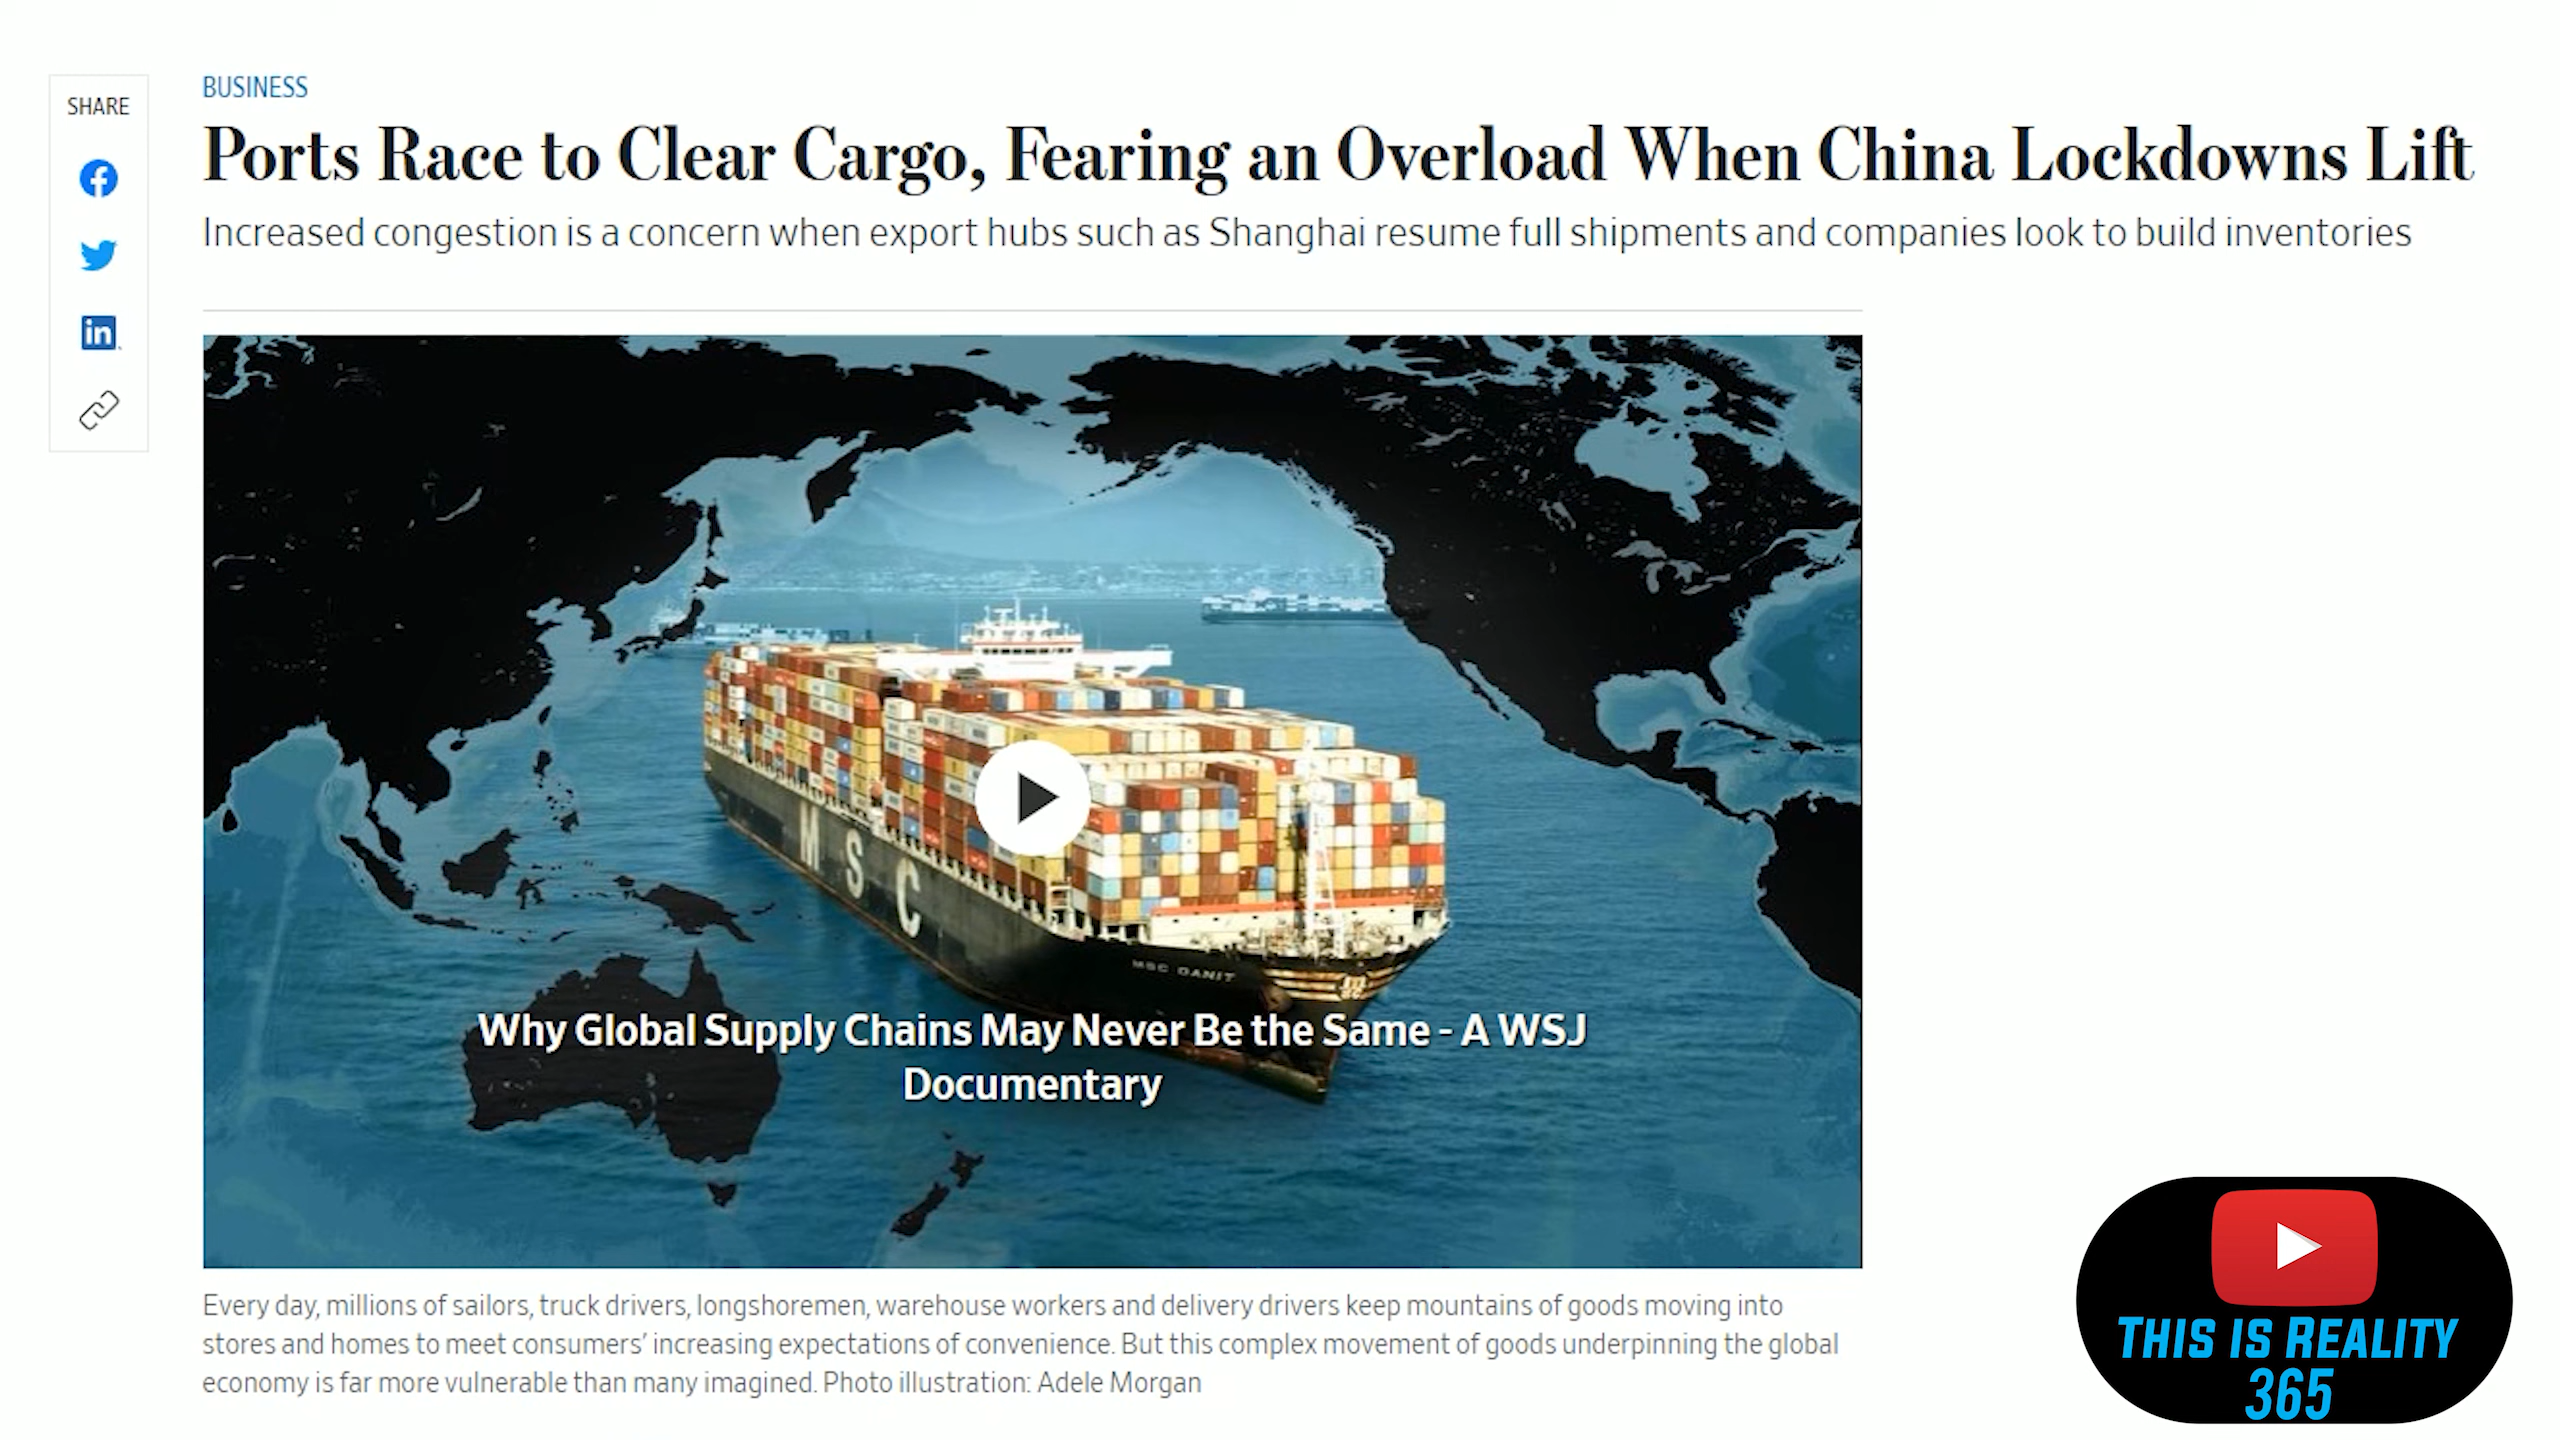 SHARE
BUSINESS
Ports Race to Clear Cargo, Fearing an Overload When China Lockdowns Lift
Increased congestion is a concern when export hubs such as Shanghai resume full shipments and companies look to build inventories
MSC
MSC DANIT
Why Global Supply Chains May Never Be the Same - A WSJ
Documentary
Every day, millions of sailors, truck drivers, longshoremen, warehouse workers and delivery drivers keep mountains of goods moving into
stores and homes to meet consumers' increasing expectations of convenience. But this complex movement of goods underpinning the global
economy is far more vulnerable than many imagined. Photo illustration: Adele Morgan
THIS IS REALITY
365